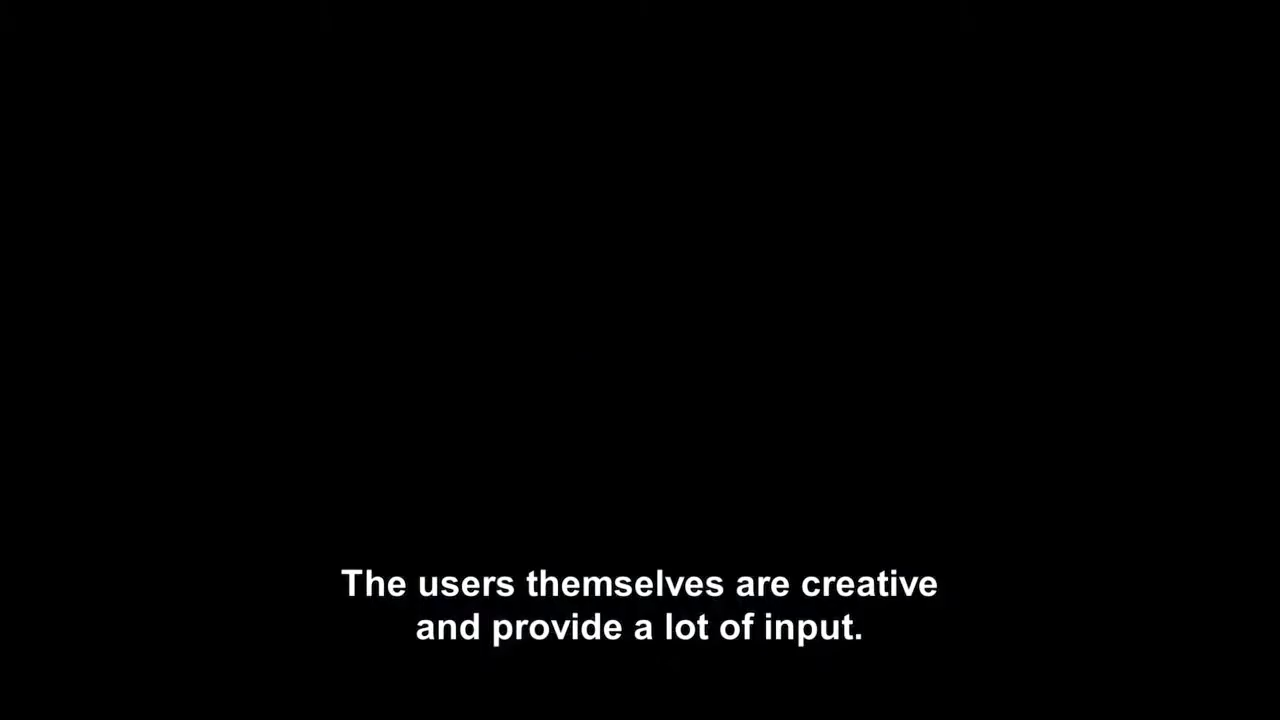 The users themselves are creative
and provide a lot of input.